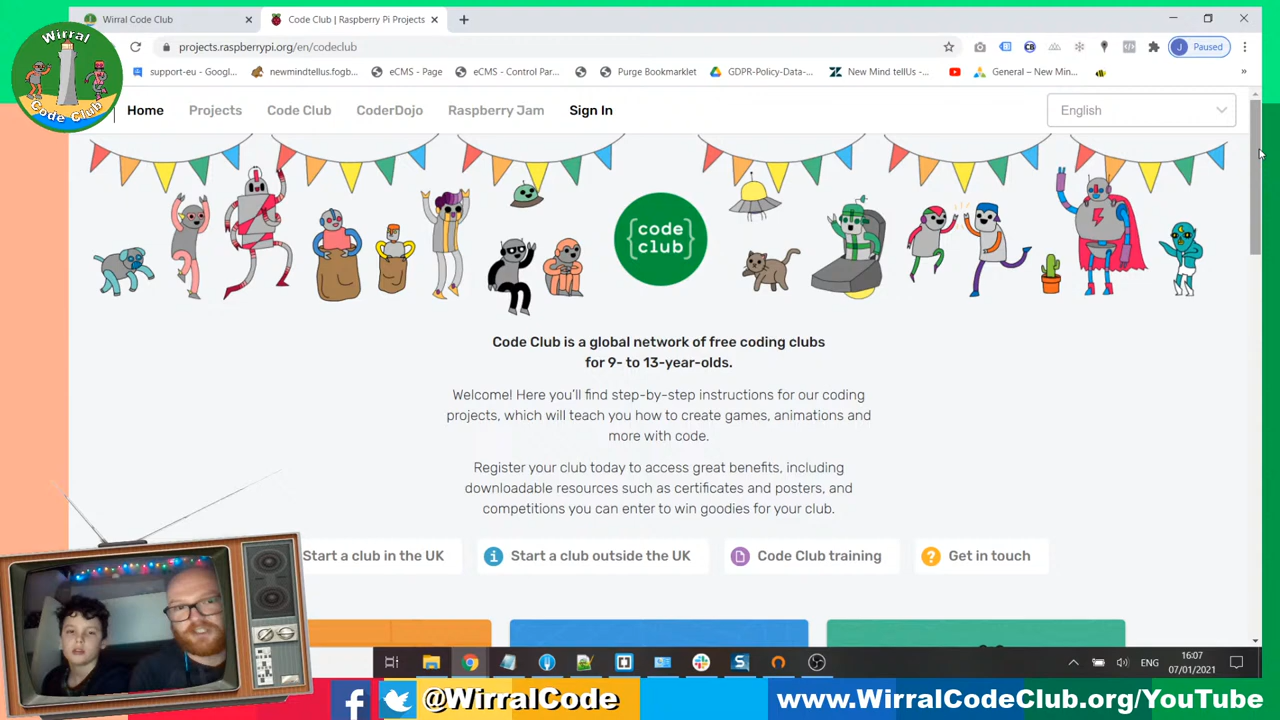 Wirral
Code Club
Wirral Code Club
Code Club | Raspberry Pi Projects
projects.raspberrypi.org/en/codeclub
Paused
support-eu - Googl...
newmindtellus.fogb...
eCMS - Page
eCMS - Control Par...
Purge Bookmarklet
GDPR-Policy-Data-...
New Mind tellUs -...
General – New Min...
»
Home
Projects
Code Club
CoderDojo
Raspberry Jam
Sign In
English
code
club
Code Club is a global network of free coding clubs
for 9- to 13-year-olds.
Welcome! Here you'll find step-by-step instructions for our coding
projects, which will teach you how to create games, animations and
more with code.
Register your club today to access great benefits, including
downloadable resources such as certificates and posters, and
competitions you can enter to win goodies for your club.
Start a club in the UK
Start a club outside the UK
Code Club training
Get in touch
ENG
16:07
07/01/2021
@WirralCode
www.WirralCodeClub.org/YouTube